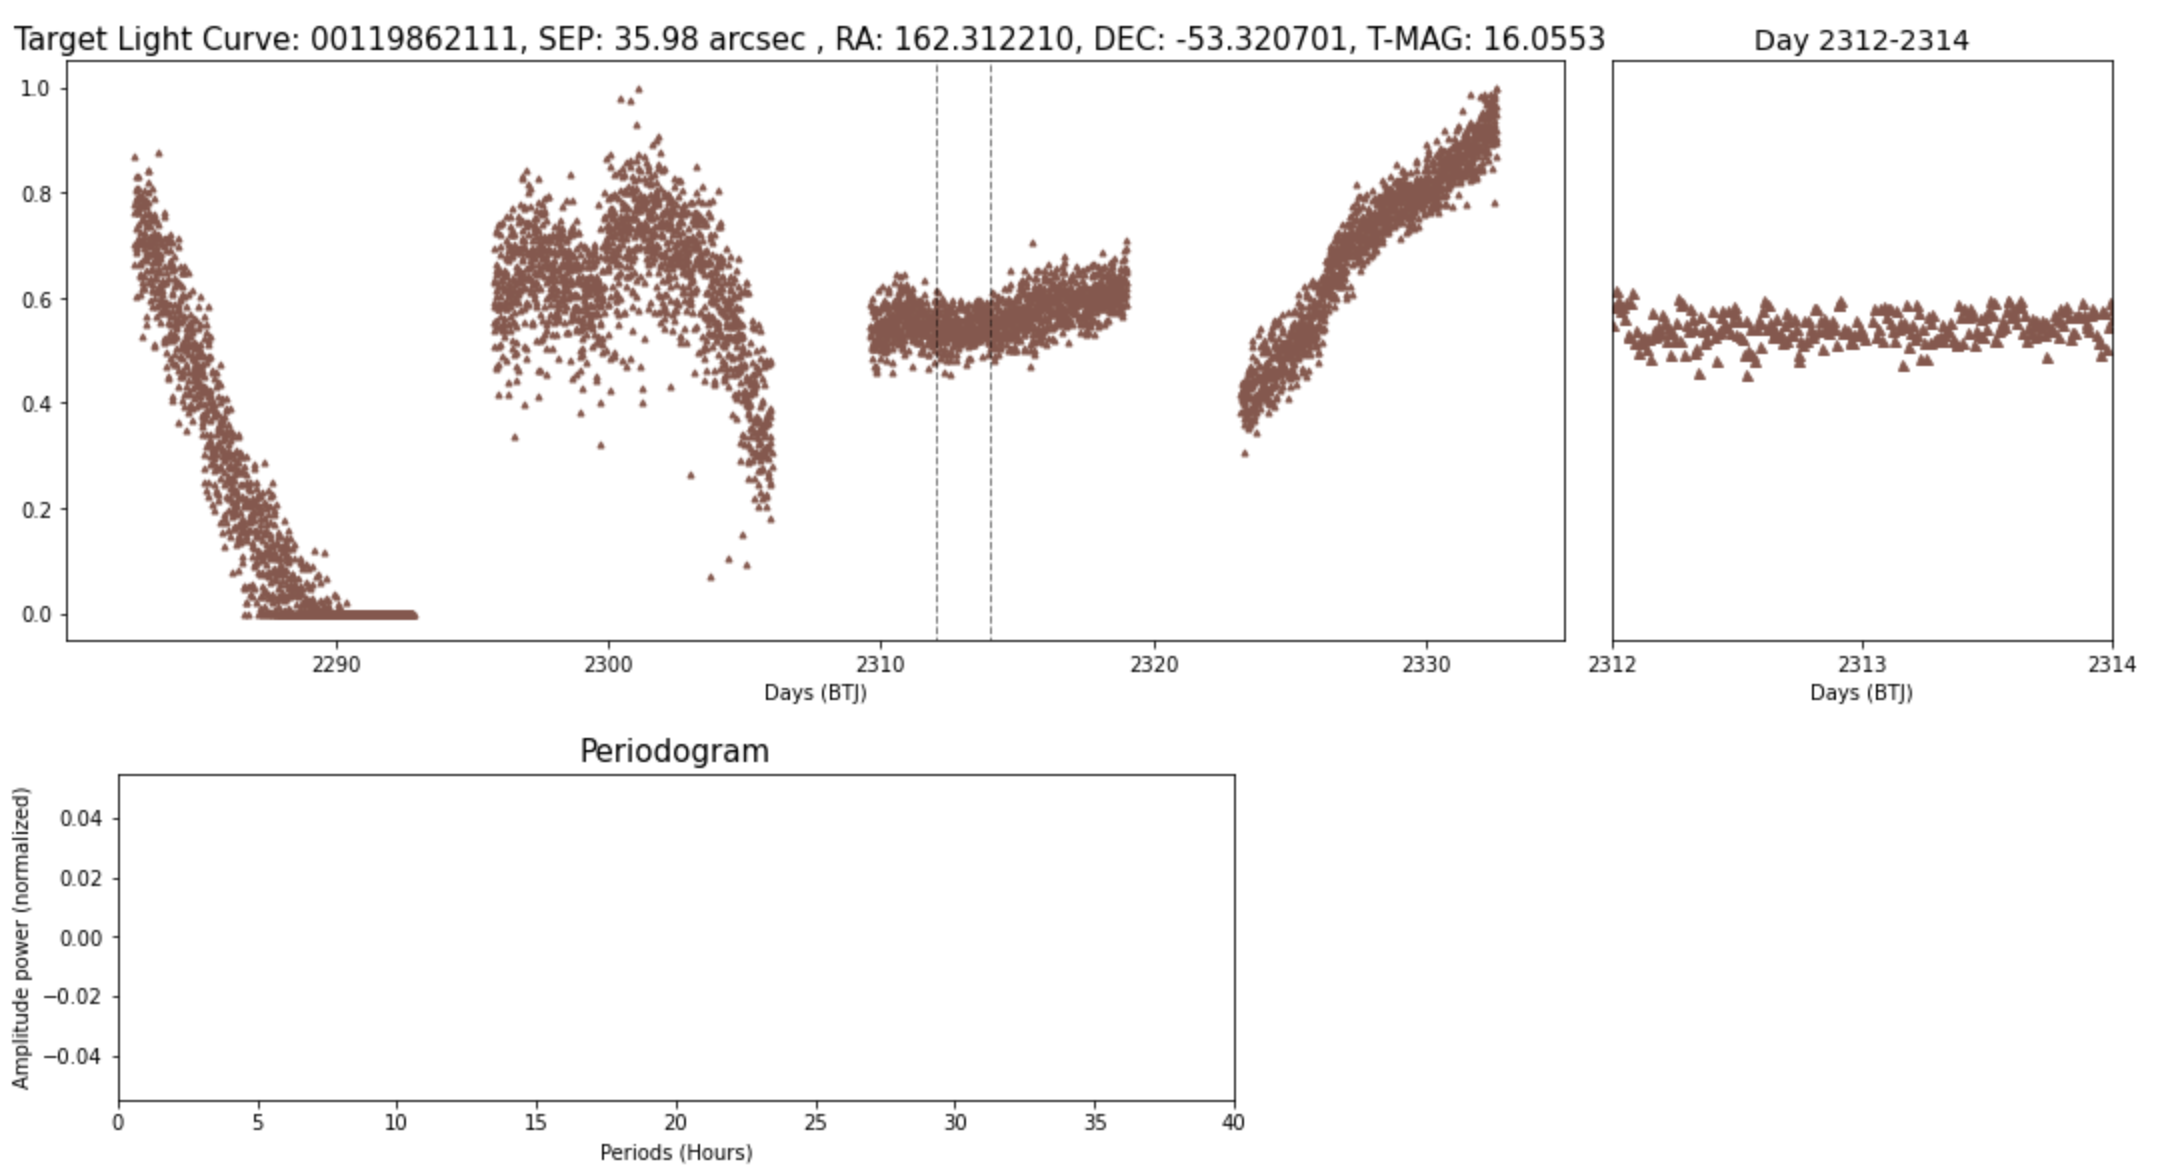 Target Light Curve: 00119862111, SEP: 35.98 arcsec , RA: 162.312210, DEC: -53.320701, T-MAG: 16.0553
Day 2312-2314
1.0
0.8
0.6
0.4
0.2
0.0
2290 2300 2310 2320 2330
Days (BTJ)
2312 2313 2314
Days (BTJ)
Periodogram
Amplitude power (normalized)
0.04
0.02
0.00
−0.02
−0.04
0 5 10 15 20 25 30 35 40
Periods (Hours)